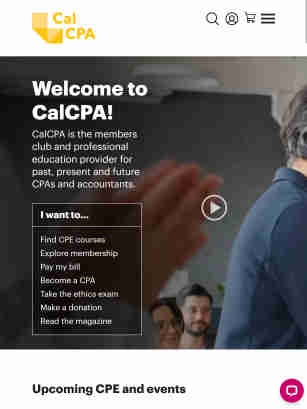 Cal
CPA
Welcome to
CalCPA!
CalCPA is the members
club and professional
education provider for
past, present and future
CPAs and accountants.
I want to...
Find CPE courses
Explore membership
Pay my bill
Become a CPA
Take the ethics exam
Make a donation
Read the magazine
Upcoming CPE and events